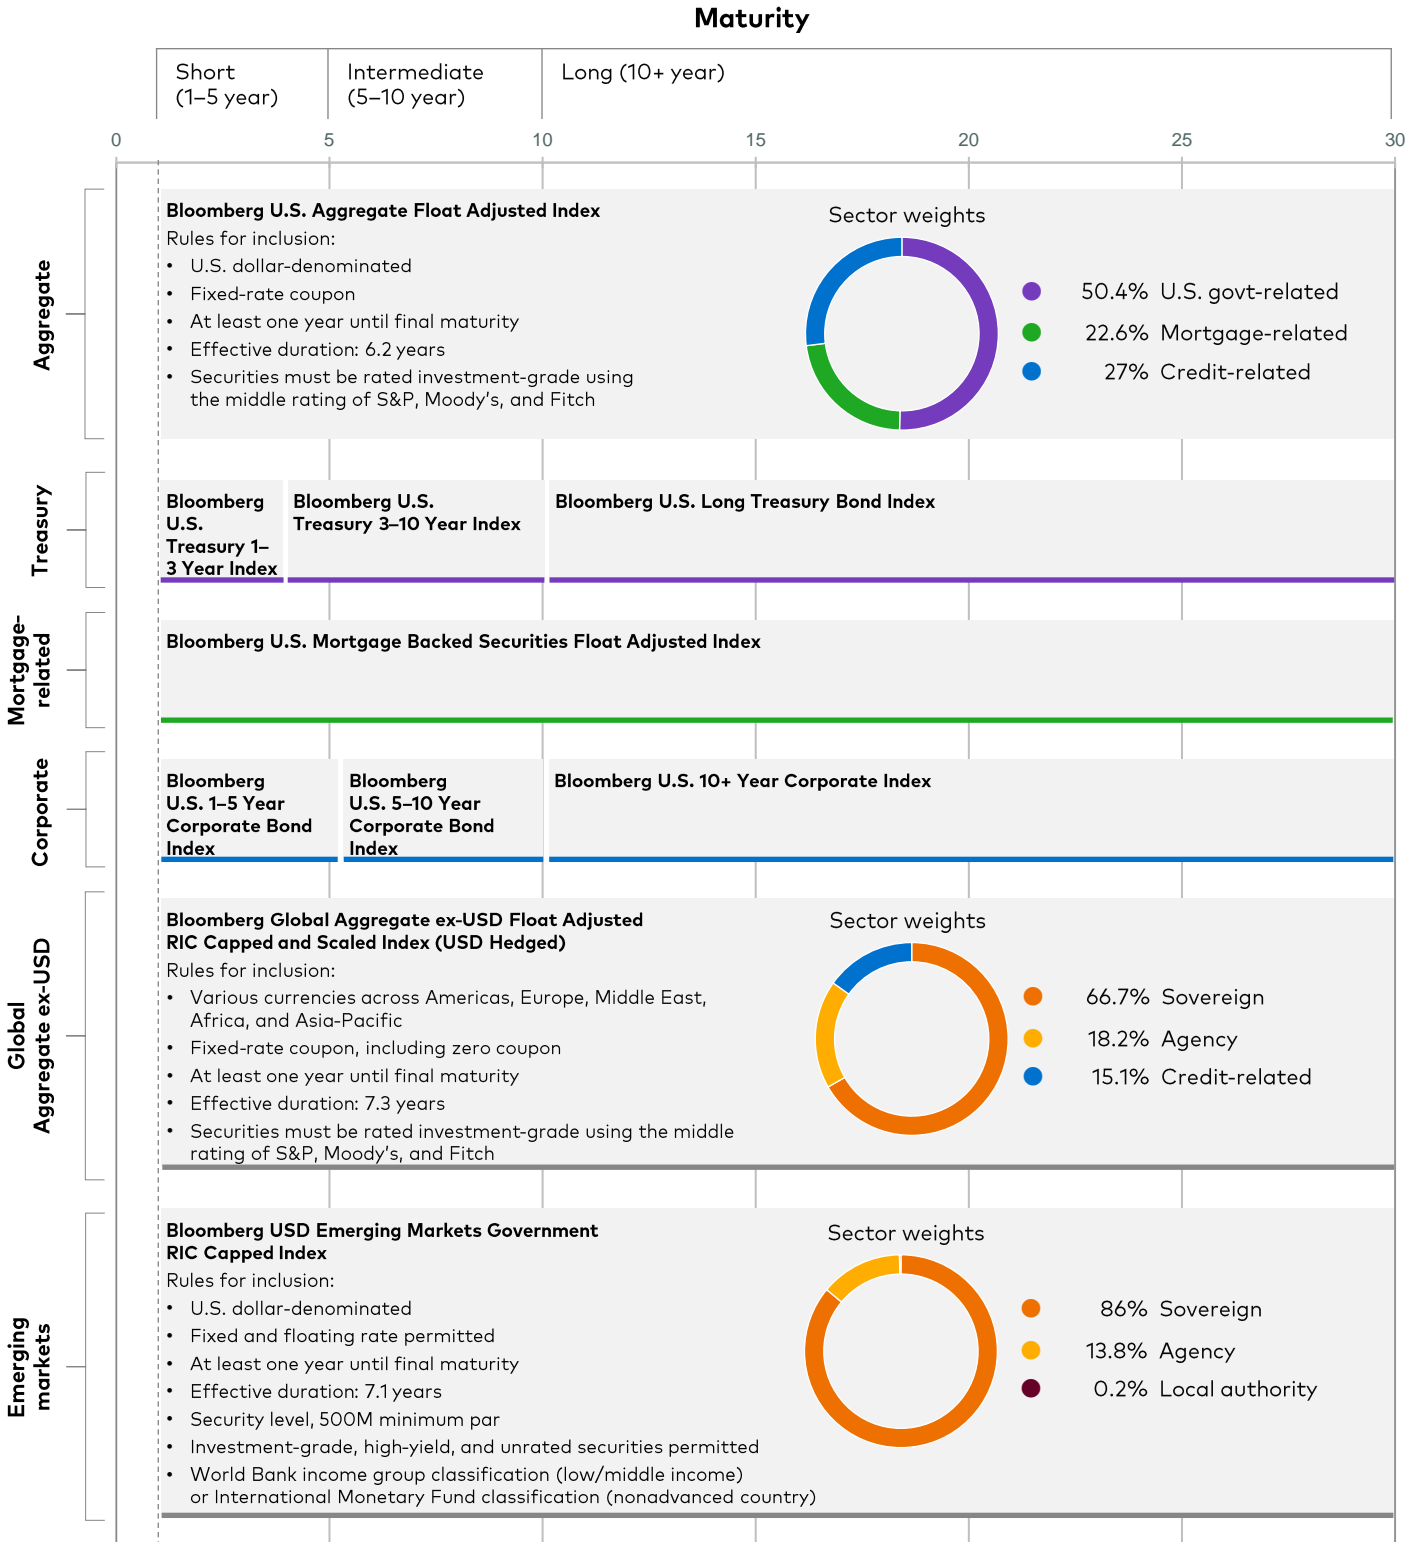 Maturity
Short
(1–5 year)
Intermediate
(5–10 year)
Long (10+ year)
0 5 10 15 20 25 30
Aggregate
Bloomberg U.S. Aggregate Float Adjusted Index
Rules for inclusion:
• U.S. dollar-denominated
• Fixed-rate coupon
• At least one year until final maturity
• Effective duration: 6.2 years
• Securities must be rated investment-grade using
the middle rating of S&P, Moody’s, and Fitch
Sector weights
50.4% U.S. govt-related
22.6% Mortgage-related
27% Credit-related
Treasury
Bloomberg
U.S.
Treasury 1–
3 Year Index
Bloomberg U.S.
Treasury 3–10 Year Index
Bloomberg U.S. Long Treasury Bond Index
Mortgage-
related
Bloomberg U.S. Mortgage Backed Securities Float Adjusted Index
Corporate
Bloomberg
U.S. 1–5 Year
Corporate Bond
Index
Bloomberg
U.S. 5–10 Year
Corporate Bond
Index
Bloomberg U.S. 10+ Year Corporate Index
Global
Aggregate ex-USD
Bloomberg Global Aggregate ex-USD Float Adjusted
RIC Capped and Scaled Index (USD Hedged)
Rules for inclusion:
• Various currencies across Americas, Europe, Middle East,
Africa, and Asia-Pacific
• Fixed-rate coupon, including zero coupon
• At least one year until final maturity
• Effective duration: 7.3 years
• Securities must be rated investment-grade using the middle
rating of S&P, Moody’s, and Fitch
Sector weights
66.7% Sovereign
18.2% Agency
15.1% Credit-related
Emerging
markets
Bloomberg USD Emerging Markets Government
RIC Capped Index
Rules for inclusion:
• U.S. dollar-denominated
• Fixed and floating rate permitted
• At least one year until final maturity
• Effective duration: 7.1 years
• Security level, 500M minimum par
• Investment-grade, high-yield, and unrated securities permitted
• World Bank income group classification (low/middle income)
or International Monetary Fund classification (nonadvanced country)
Sector weights
86% Sovereign
13.8% Agency
0.2% Local authority